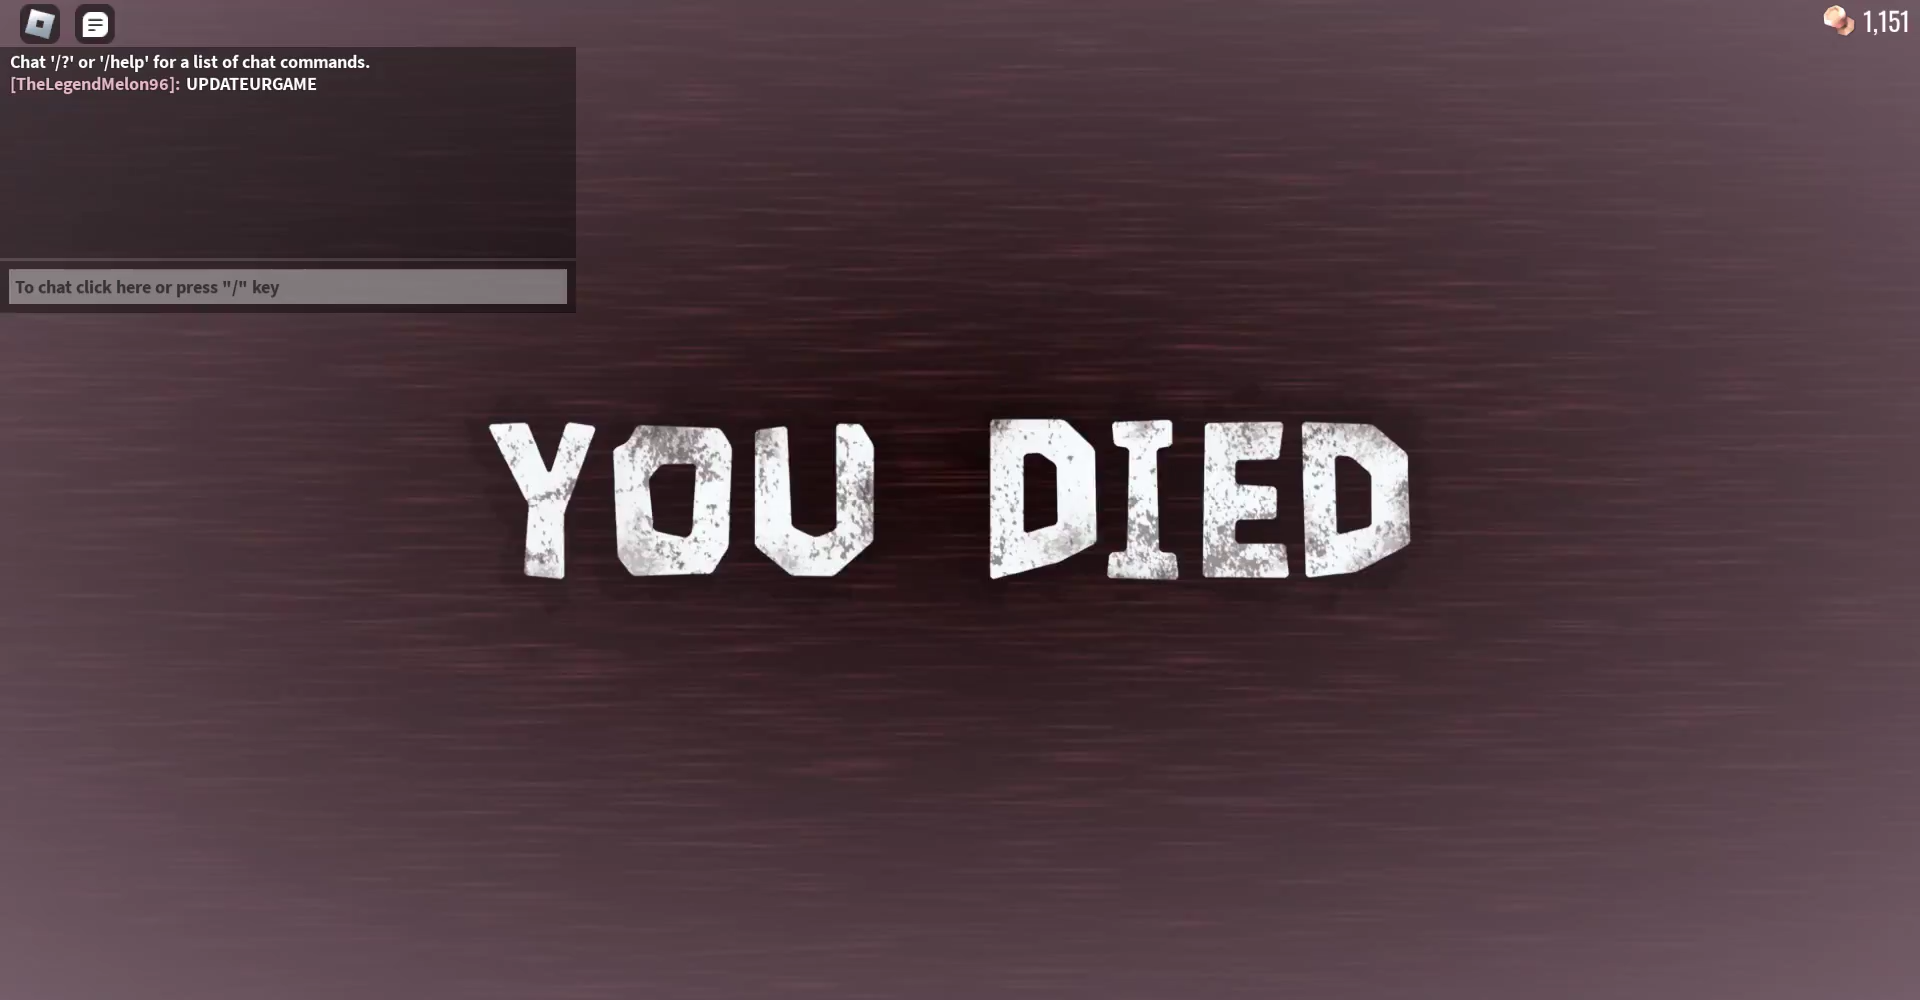 1,151
Chat '/?' or '/help' for a list of chat commands.
[TheLegendMelon96]: UPDATEURGAME
To chat click here or press "/" key
YOU DIED